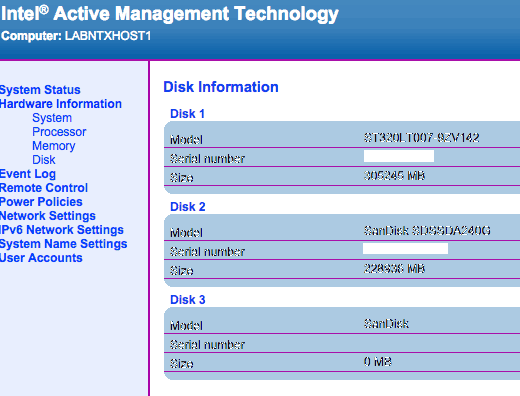 Intel® Active Management Technology
Computer: LABNTXHOST1
System Status
Hardware Information
System
Processor
Memory
Disk
Event Log
Remote Control
Power Policies
Network Settings
IPv6 Network Settings
System Name Settings
User Accounts
Disk Information
Disk 1
Model ST320LT007-9ZV142
Serial number
Size 305245 MB
Disk 2
Model SanDisk SDSSDA240G
Serial number
Size 228936 MB
Disk 3
Model SanDisk
Serial number
Size 0 MB